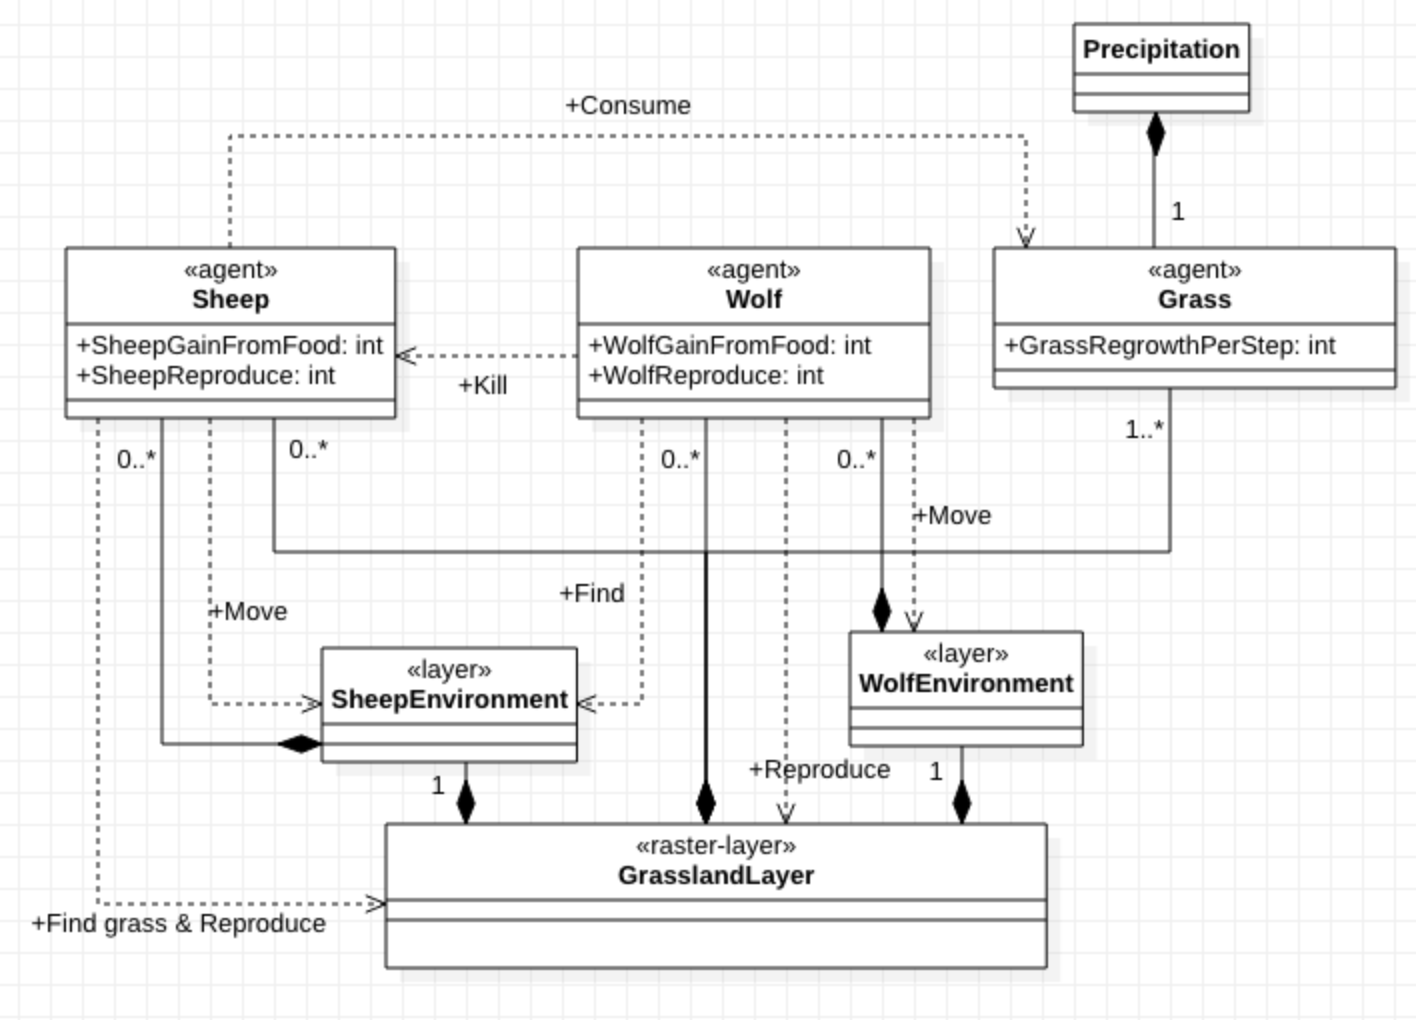 Precipitation
+Consume
1
«agent»
Sheep
+SheepGainFromFood: int
+SheepReproduce: int
«agent»
Wolf
+WolfGainFromFood: int
+WolfReproduce: int
«agent»
Grass
+GrassRegrowthPerStep: int
+Kill
0..*
0..*
0..*
0..*
1..*
+Move
+Find
+Move
«layer»
SheepEnvironment
«layer»
WolfEnvironment
1
+Reproduce
1
«raster-layer»
GrasslandLayer
+Find grass & Reproduce